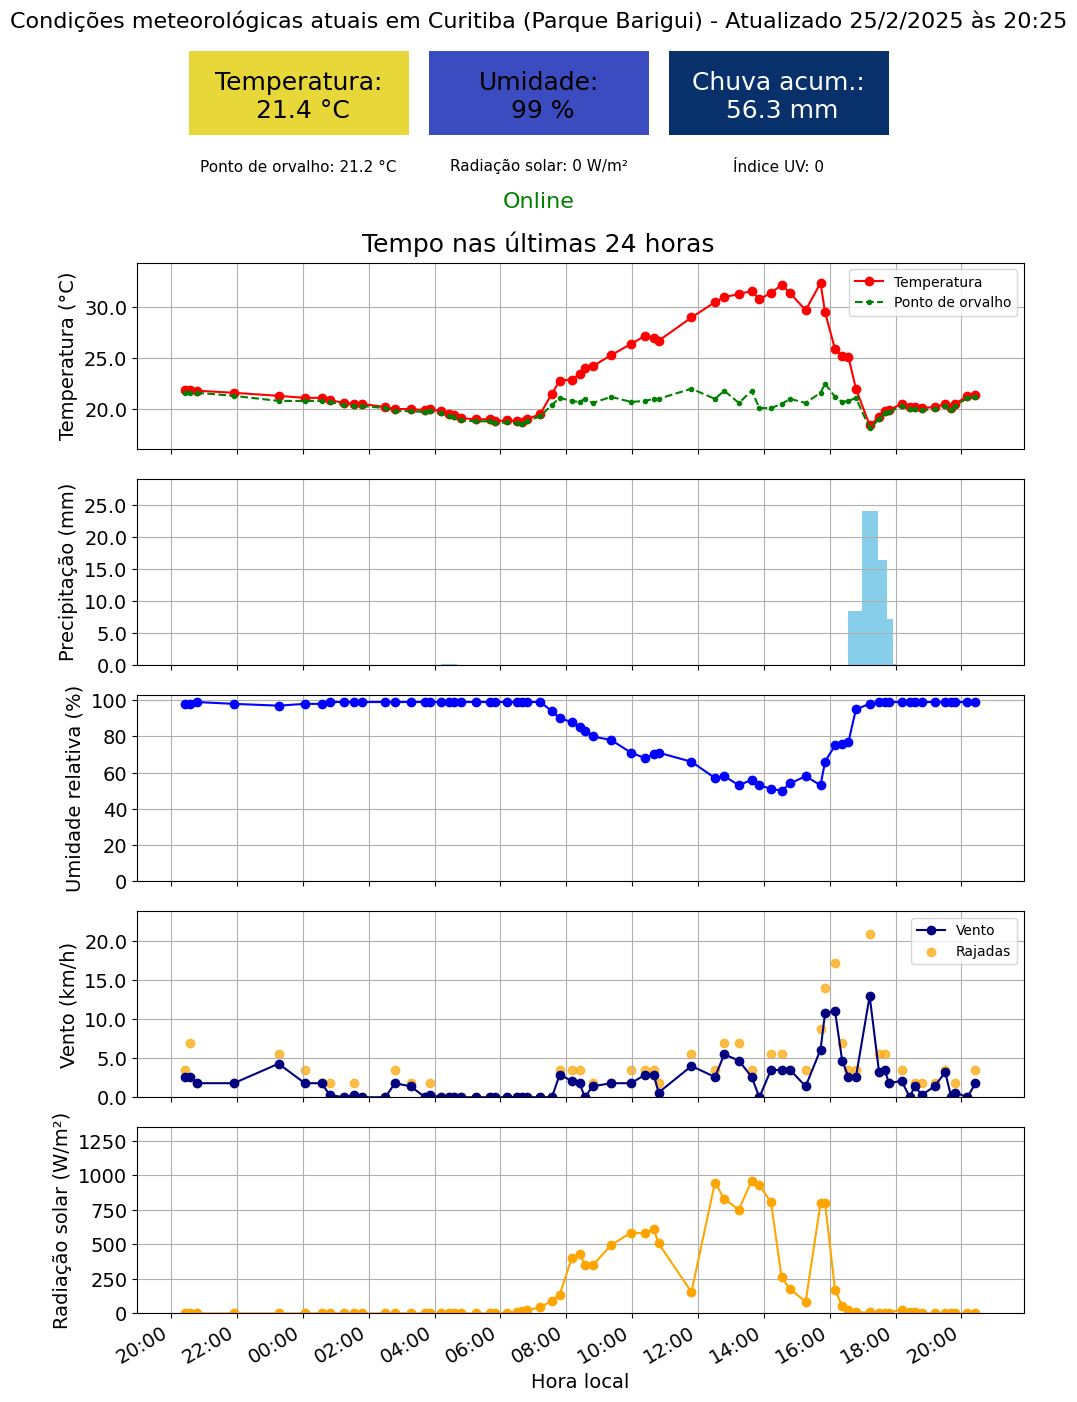 Condições meteorológicas atuais em Curitiba (Parque Barigui) - Atualizado 25/2/2025 às 20:25
Temperatura:
21.4 °C
Umidade:
99 %
Chuva acum.:
56.3 mm
Ponto de orvalho: 21.2 °C
Radiação solar: 0 W/m²
Índice UV: 0
Online
Tempo nas últimas 24 horas
Temperatura (°C)
30.0
25.0
20.0
Temperatura
Ponto de orvalho
Precipitação (mm)
25.0
20.0
15.0
10.0
5.0
0.0
Umidade relativa (%)
100
80
60
40
20
0
Vento (km/h)
20.0
15.0
10.0
5.0
0.0
Vento
Rajadas
Radiação solar (W/m²)
1250
1000
750
500
250
0
20:00
22:00
00:00
02:00
04:00
06:00
08:00
10:00
12:00
14:00
16:00
18:00
20:00
Hora local